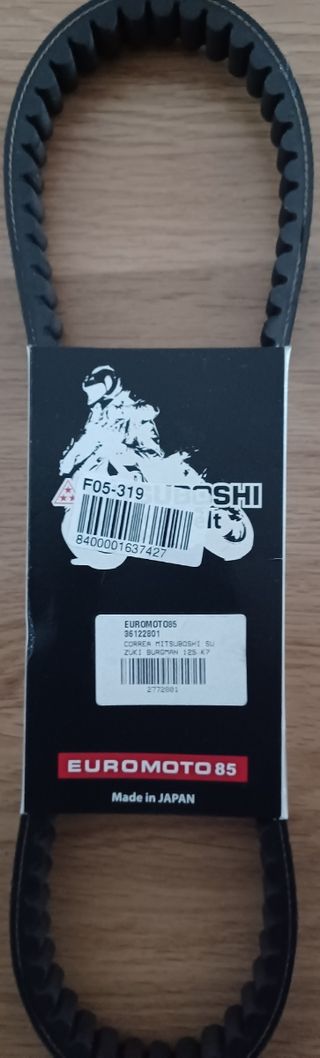 F05-319
UBOSHI
lt
8400001637427
EUROMOTO85
36122801
CORREA MITSUBOSHI SU
ZUKI BURGMAN 125 K7
2772801
EUROMOTO85
Made in JAPAN